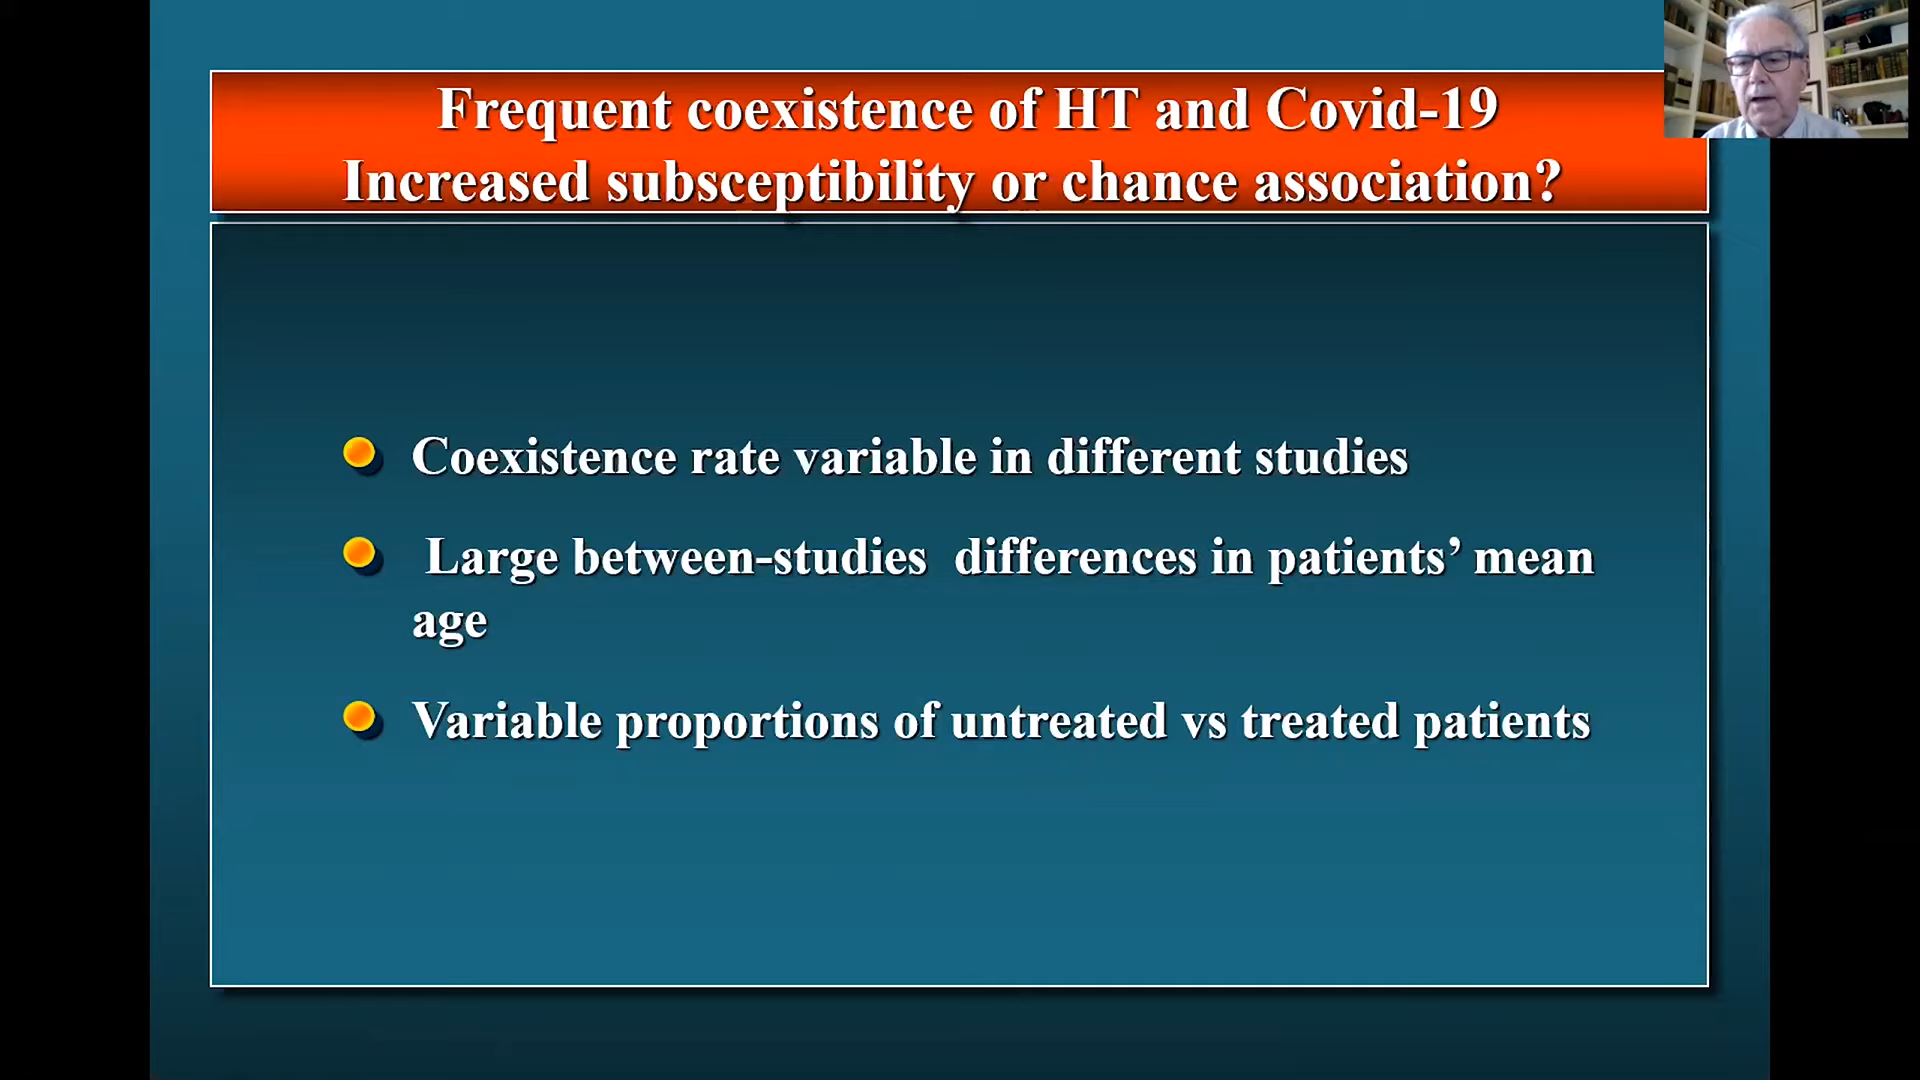 Frequent coexistence of HT and Covid-19
Increased subsceptibility or chance association?
Coexistence rate variable in different studies
Large between-studies differences in patients’ mean
age
Variable proportions of untreated vs treated patients